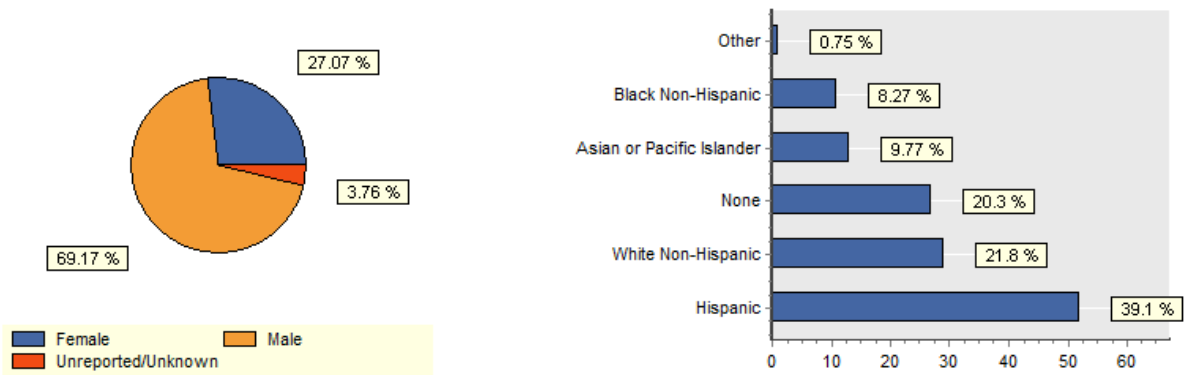 27.07 %
3.76 %
69.17 %
Female
Male
Unreported/Unknown
Other
0.75 %
Black Non-Hispanic
8.27 %
Asian or Pacific Islander
9.77 %
None
20.3 %
White Non-Hispanic
21.8 %
Hispanic
39.1 %
0 10 20 30 40 50 60